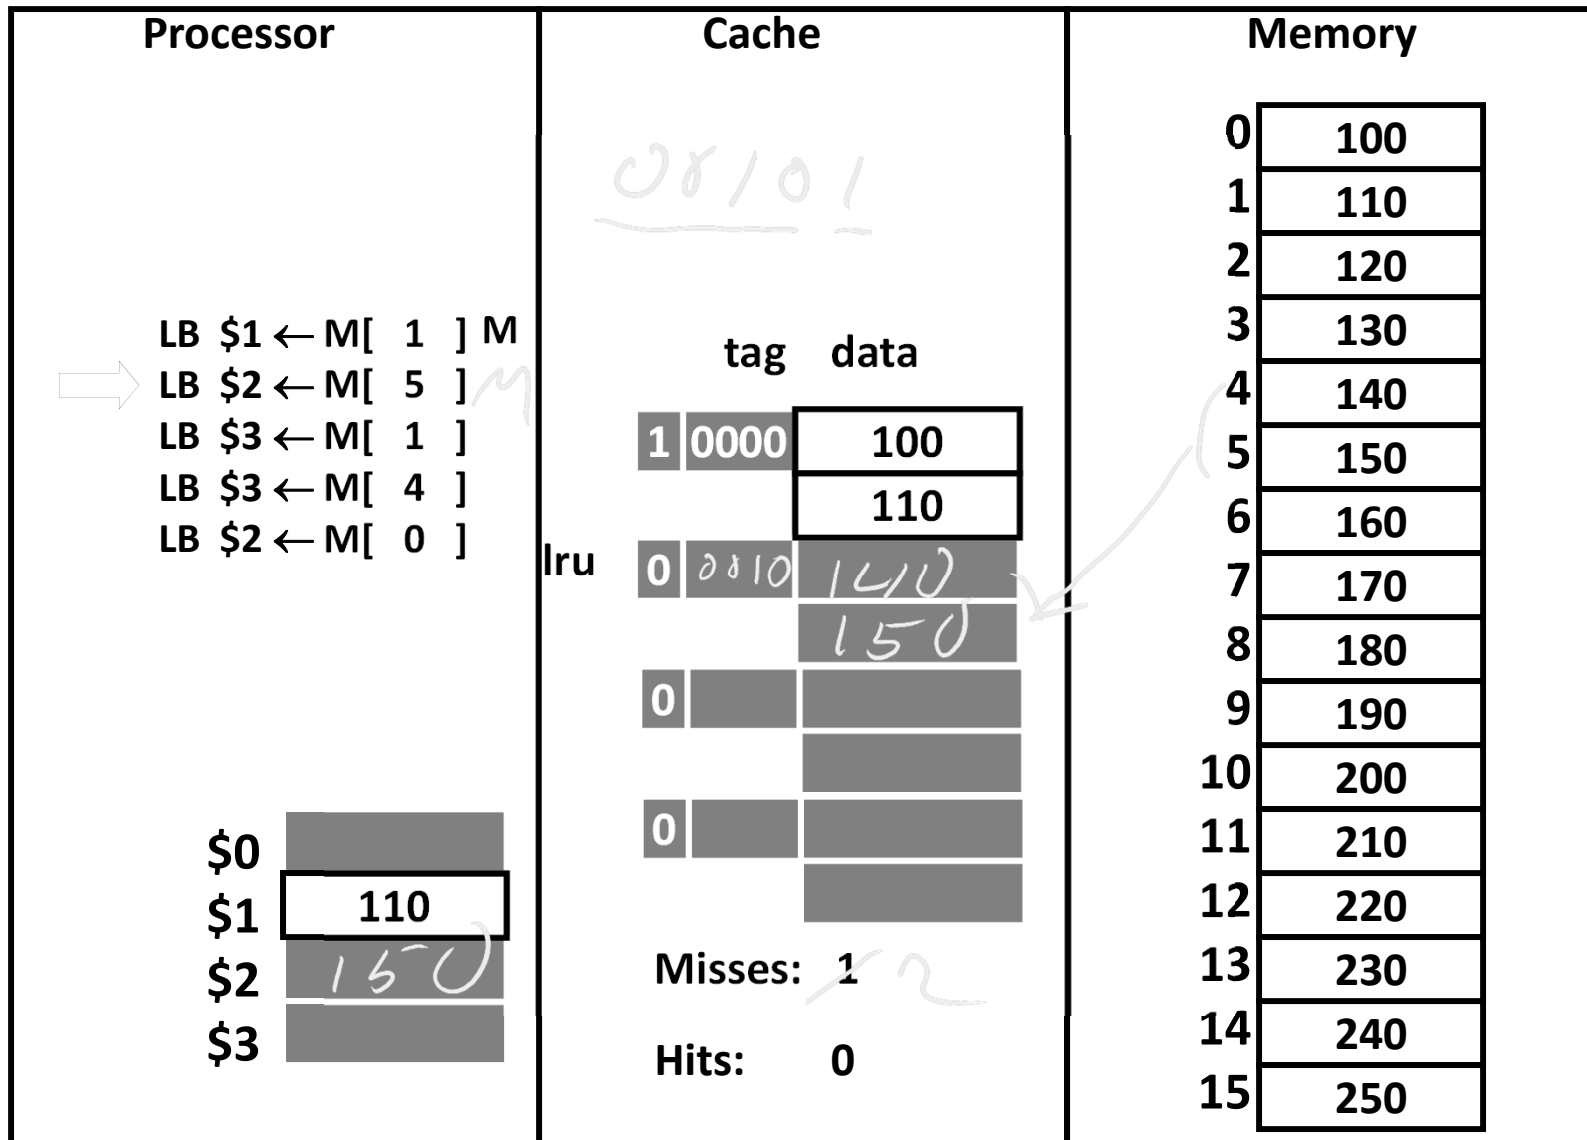 Processor
LB $1 ← M[ 1 ] M
LB $2 ← M[ 5 ] M
LB $3 ← M[ 1 ]
LB $3 ← M[ 4 ]
LB $2 ← M[ 0 ]
$0
$1 110
$2 150
$3
Cache
00101
tag data
1 0000 100
110
lru 0 0010 140
150
0
0
Misses: 1 2
Hits: 0
Memory
0 100
1 110
2 120
3 130
4 140
5 150
6 160
7 170
8 180
9 190
10 200
11 210
12 220
13 230
14 240
15 250